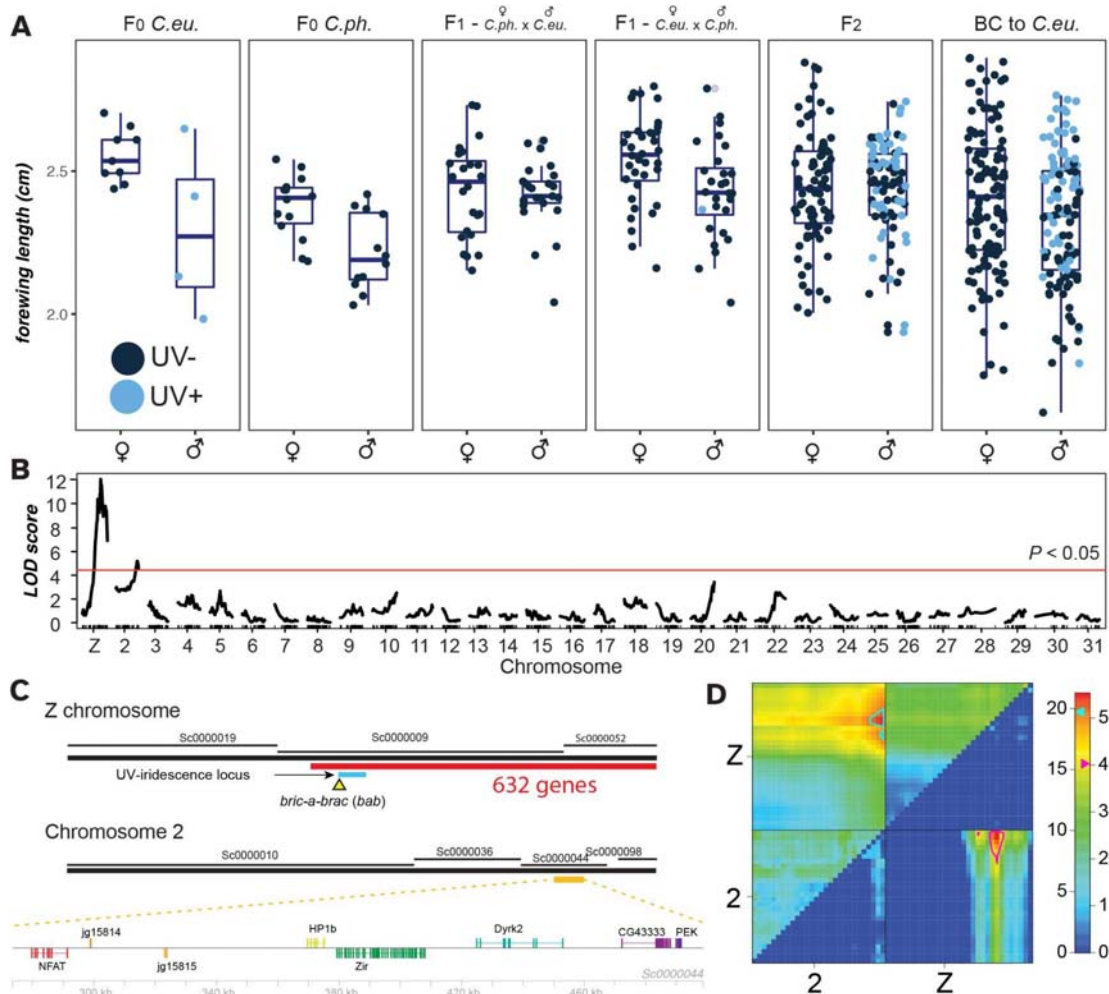 A
F0 C.eu.
F0 C.ph.
F1 - ♀ C.ph. x ♂ C.eu.
F1 - ♀ C.eu. x ♂ C.ph.
F2
BC to C.eu.
forewing length (cm)
2.5
2.0
UV-
UV+
♀ ♂ ♀ ♂ ♀ ♂ ♀ ♂ ♀ ♂ ♀ ♂
B
LOD score
12
10
8
6
4
2
0
P < 0.05
Z 2 3 4 5 6 7 8 9 10 11 12 13 14 15 16 17 18 19 20 21 22 23 24 25 26 27 28 29 30 31
Chromosome
C
Z chromosome
Sc0000019 Sc0000009 Sc0000052
UV-iridescence locus
632 genes
bric-a-brac (bab)
Chromosome 2
Sc0000010 Sc0000036 Sc0000044 Sc0000098
jg15814 HP1b Dyrk2 CG43333 PEK
NFAT jg15815 Zir
Sc0000044
300 kb 340 kb 380 kb 420 kb 460 kb
D
Z
2
2 Z
20 5
15 4
3
10
2
5 1
0 0